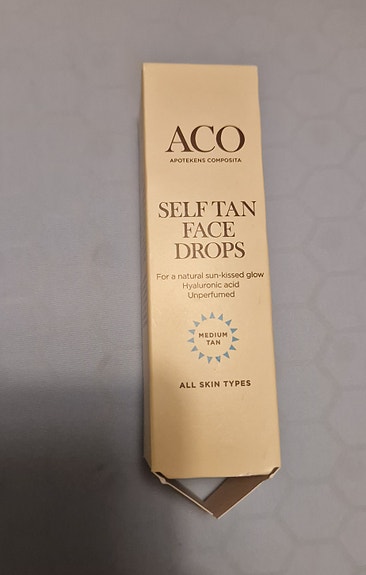 ACO
APOTEKENS COMPOSITA
SELF TAN
FACE
DROPS
For a natural sun-kissed glow
Hyaluronic acid
Unperfumed
MEDIUM
TAN
ALL SKIN TYPES